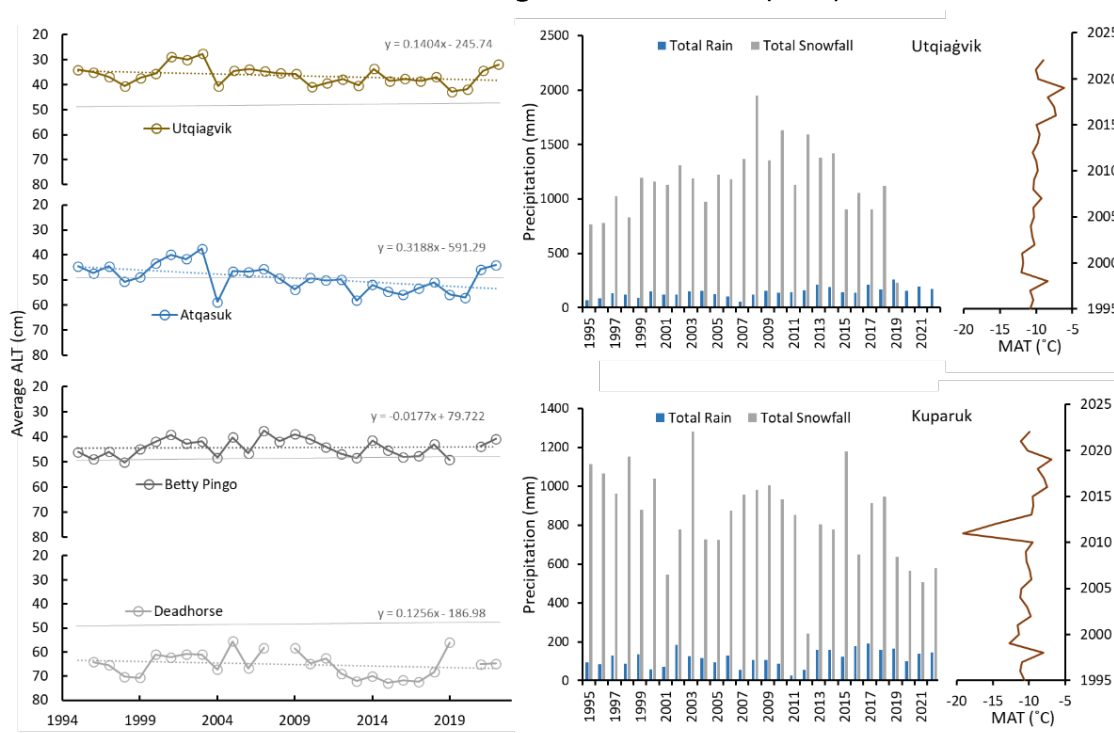 Average ALT (cm)
20
30
40
50
60
70
80
y = 0.1404x - 245.74
Utqiagvik
20
30
40
50
60
70
80
y = 0.3188x - 591.29
Atqasuk
20
30
40
50
60
70
80
y = -0.0177x + 79.722
Betty Pingo
20
30
40
50
60
70
80
Deadhorse
y = 0.1256x - 186.98
1994 1999 2004 2009 2014 2019
Total Rain Total Snowfall
Utqiaġvik
Precipitation (mm)
2500
2000
1500
1000
500
0
1995 1997 1999 2001 2003 2005 2007 2009 2011 2013 2015 2017 2019 2021
2025
2020
2015
2010
2005
2000
1995
-20 -15 -10 -5
MAT (˚C)
Total Rain Total Snowfall
Kuparuk
Precipitation (mm)
1400
1200
1000
800
600
400
200
0
1995 1997 1999 2001 2003 2005 2007 2009 2011 2013 2015 2017 2019 2021
2025
2020
2015
2010
2005
2000
1995
-20 -15 -10 -5
MAT (˚C)